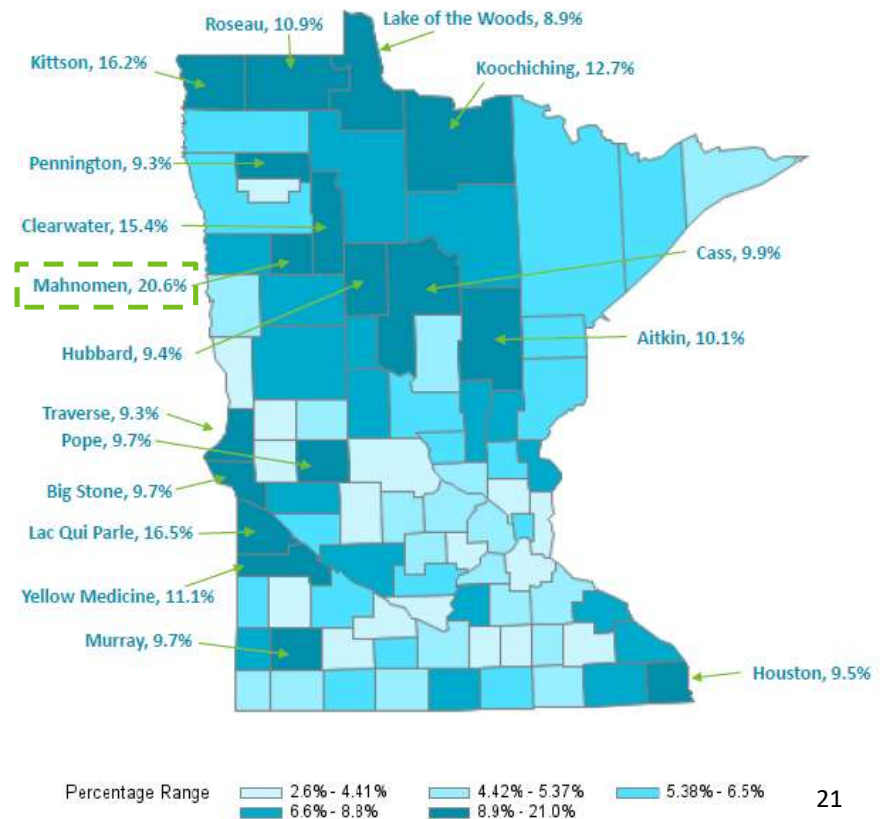 Roseau, 10.9%
Lake of the Woods, 8.9%
Kittson, 16.2%
Koochiching, 12.7%
Pennington, 9.3%
Clearwater, 15.4%
Cass, 9.9%
Mahnomen, 20.6%
Aitkin, 10.1%
Hubbard, 9.4%
Traverse, 9.3%
Pope, 9.7%
Big Stone, 9.7%
Lac Qui Parle, 16.5%
Yellow Medicine, 11.1%
Murray, 9.7%
Houston, 9.5%
Percentage Range 2.6% - 4.41% 4.42% - 5.37% 5.38% - 6.5%
6.6% - 8.8% 8.9% - 21.0%
21